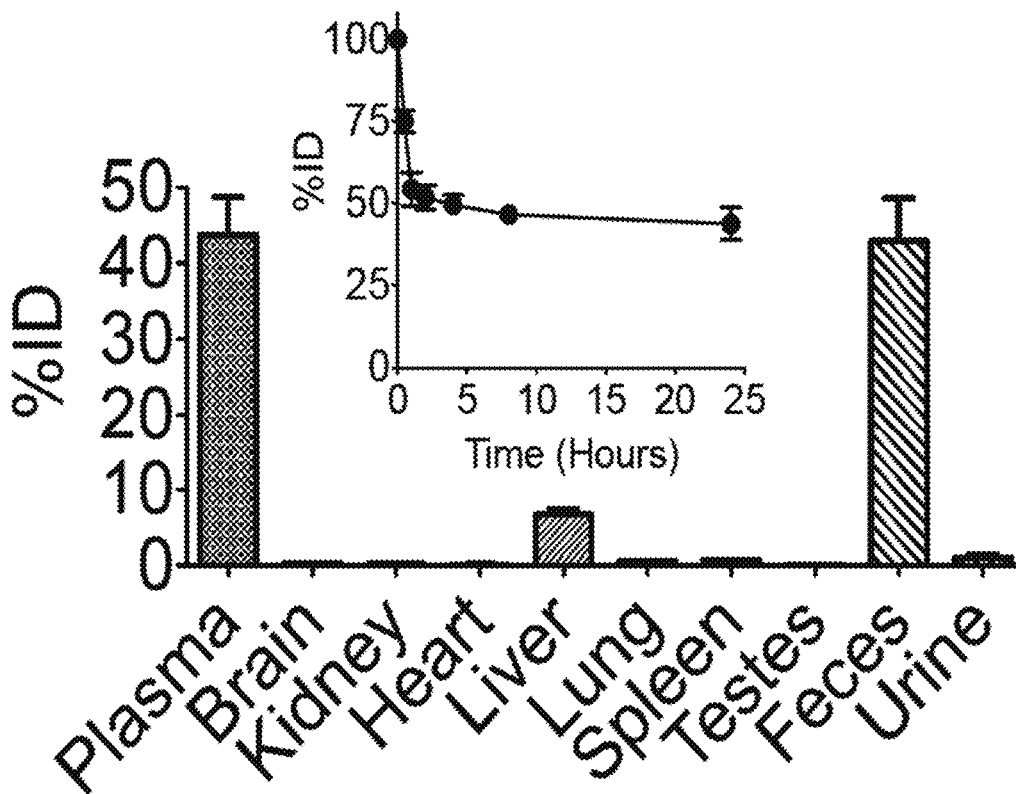 %ID
50
40
30
20
10
0
Plasma
Brain
Kidney
Heart
Liver
Lung
Spleen
Testes
Feces
Urine
%ID
100
75
50
25
0
0 5 10 15 20 25
Time (Hours)